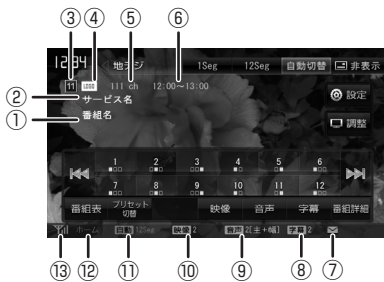 ③ ④ ⑤ ⑥
12:34 地デジ 1Seg 12Seg 自動切替 非表示
11 LOGO 111 ch 12:00～13:00
② サービス名
① 番組名
設定
調整
1 2 3 4 5 6
7 8 9 10 11 12
番組表 プリセット切替 映像 音声 字幕 番組詳細
ホーム 自動 12Seg 映像 2 音声 2[主+副] 字幕 2
⑬ ⑫ ⑪ ⑩ ⑨ ⑧ ⑦